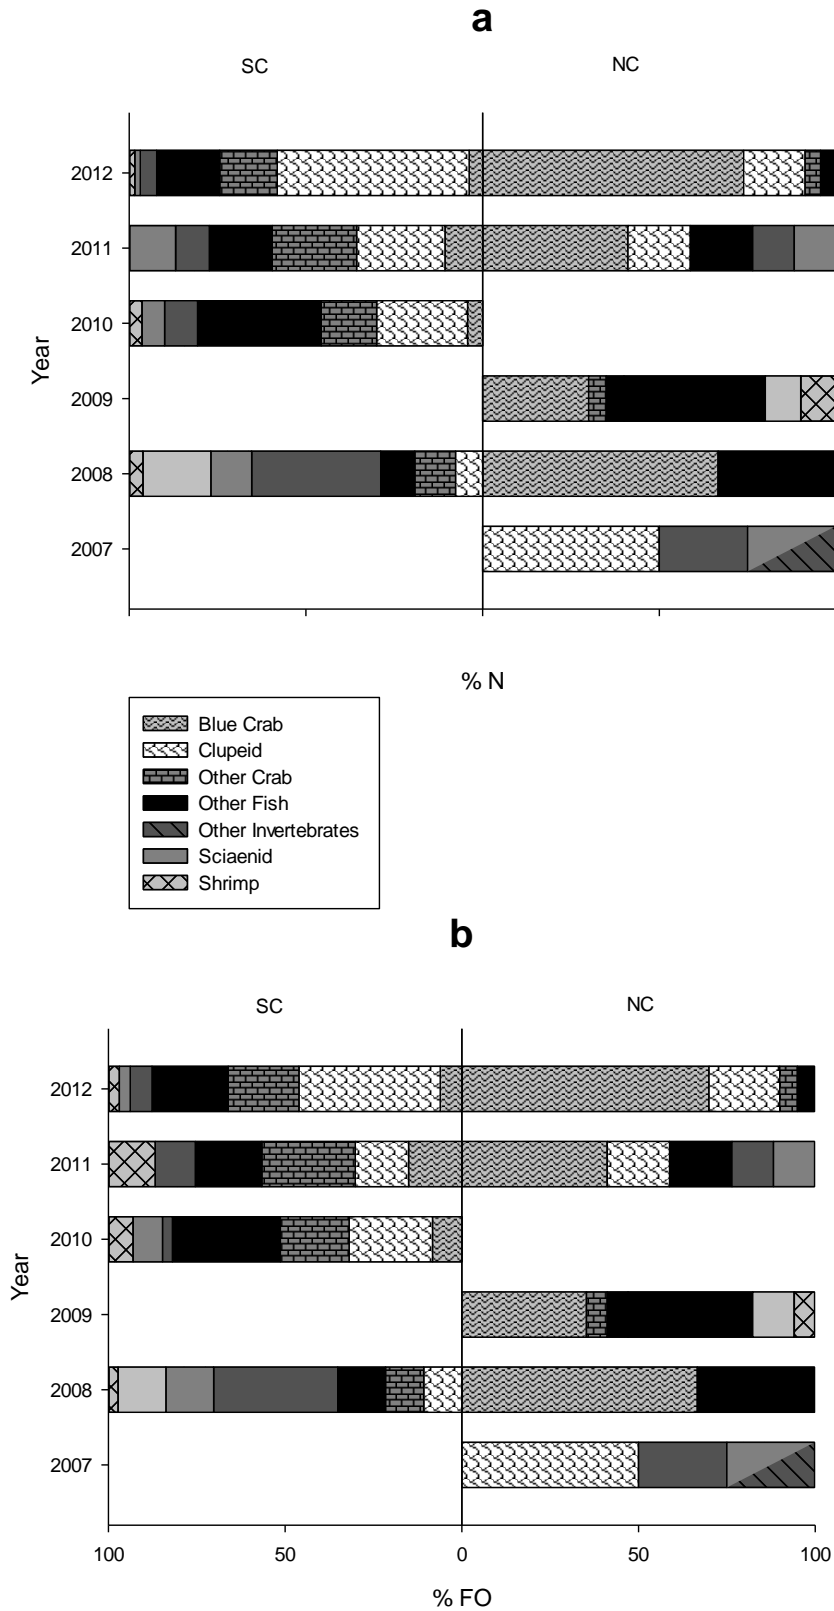 a
SC NC
2012
2011
2010
2009
2008
2007
Year
% N
Blue Crab
Clupeid
Other Crab
Other Fish
Other Invertebrates
Sciaenid
Shrimp
b
SC NC
2012
2011
2010
2009
2008
2007
Year
100 50 0 50 100
% FO